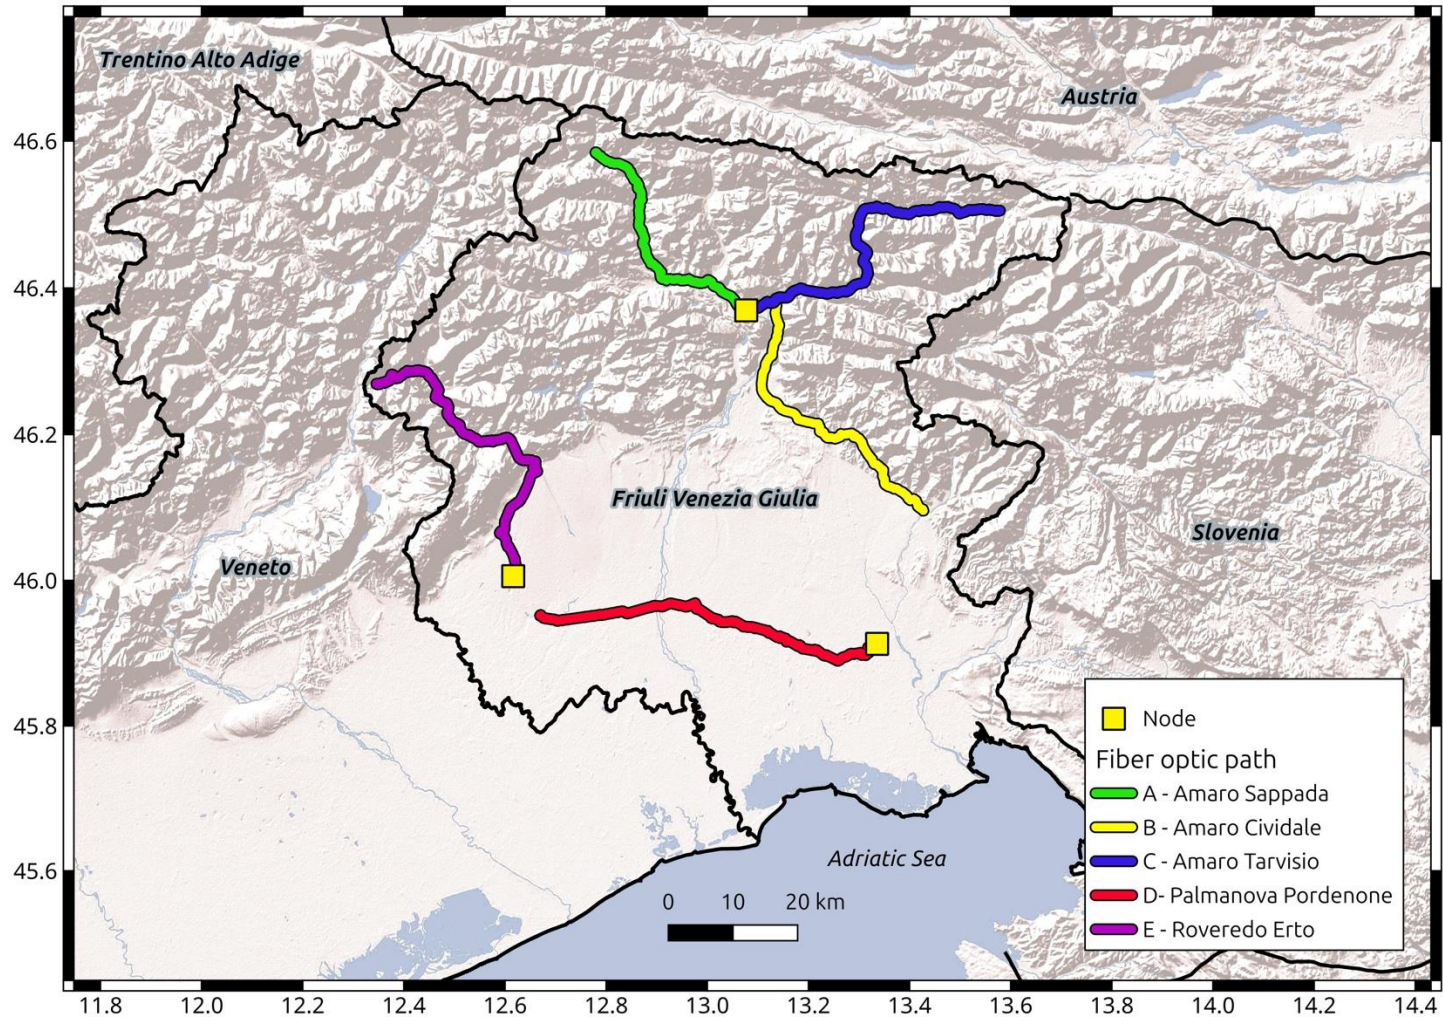 Trentino Alto Adige
Austria
46.6
46.4
46.2
Friuli Venezia Giulia
Slovenia
Veneto
46.0
45.8
Node
Fiber optic path
A - Amaro Sappada
B - Amaro Cividale
C - Amaro Tarvisio
D- Palmanova Pordenone
E - Roveredo Erto
Adriatic Sea
45.6
0 10 20 km
11.8 12.0 12.2 12.4 12.6 12.8 13.0 13.2 13.4 13.6 13.8 14.0 14.2 14.4